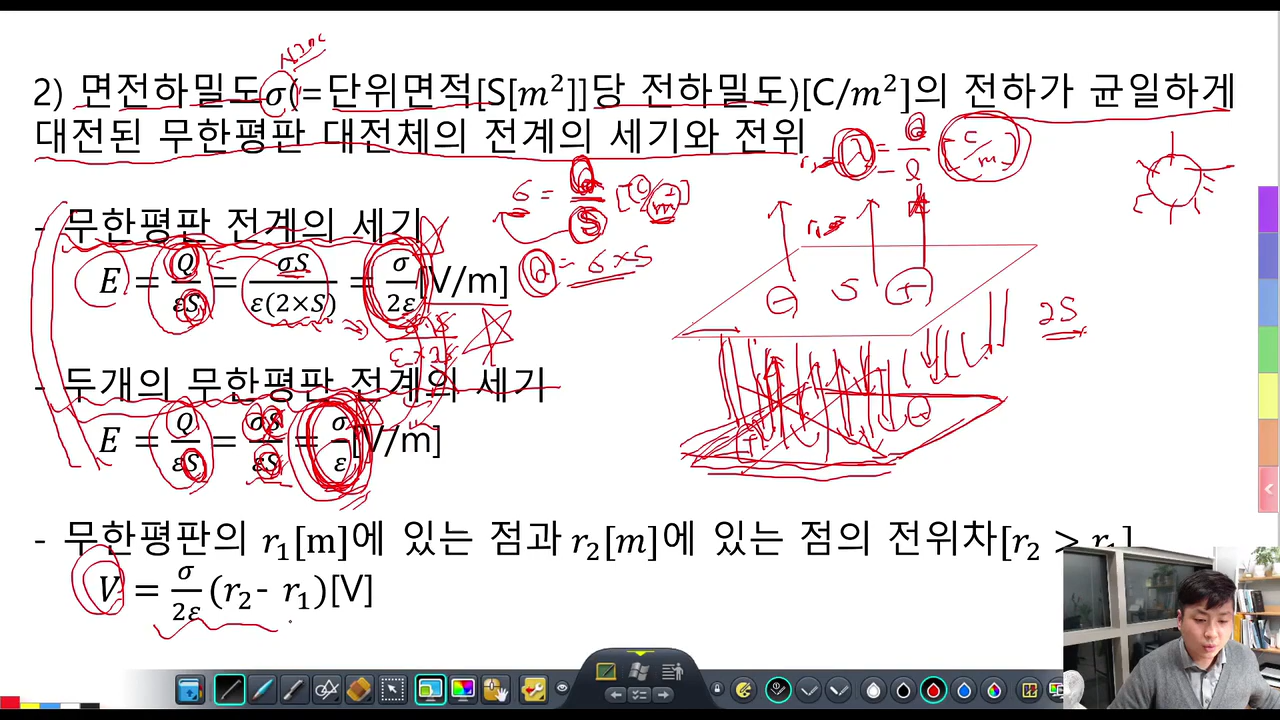 2) 면전하밀도σ(=단위면적[S[m²]]당 전하밀도)[C/m²]의 전하가 균일하게
대전된 무한평판 대전체의 전계의 세기와 전위
λ = Q/l [C/m]
σ = Q/S [C/m²]
- 무한평판 전계의 세기
Q = σ×S
E = Q/εS = σS/ε(2×S) = σ/2ε [V/m]
S
2S
- 두개의 무한평판 전계의 세기
E = Q/εS = σS/εS = σ/ε [V/m]
- 무한평판의 r₁[m]에 있는 점과 r₂[m]에 있는 점의 전위차[r₂ > r₁]
V = σ/2ε (r₂- r₁)[V]